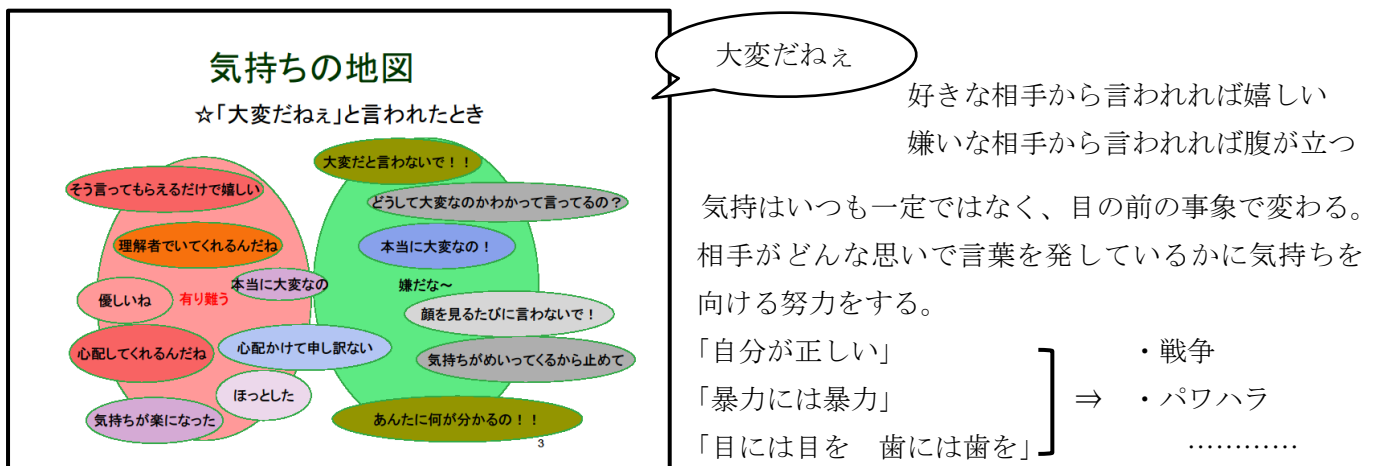 気持ちの地図
☆「大変だねぇ」と言われたとき
大変だと言わないで！！
そう言ってもらえるだけで嬉しい
どうして大変なのかわかって言ってるの？
理解者でいてくれるんだね
本当に大変なの！
本当に大変なの
嫌だな～
優しいね
有り難う
顔を見るたびに言わないで！
心配してくれるんだね
心配かけて申し訳ない
気持ちがめいってくるから止めて
ほっとした
気持ちが楽になった
あんたに何が分かるの！！
3
大変だねぇ
好きな相手から言われれば嬉しい
嫌いな相手から言われれば腹が立つ
気持はいつも一定ではなく、目の前の事象で変わる。
相手がどんな思いで言葉を発しているかに気持ちを
向ける努力をする。
「自分が正しい」 ・戦争
「暴力には暴力」 ⇒ ・パワハラ
「目には目を　歯には歯を」 …………